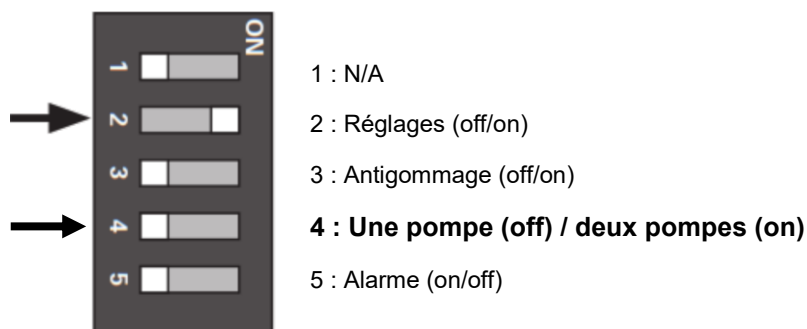 ON
1
1 : N/A
2
2 : Réglages (off/on)
3
3 : Antigommage (off/on)
4
4 : Une pompe (off) / deux pompes (on)
5
5 : Alarme (on/off)